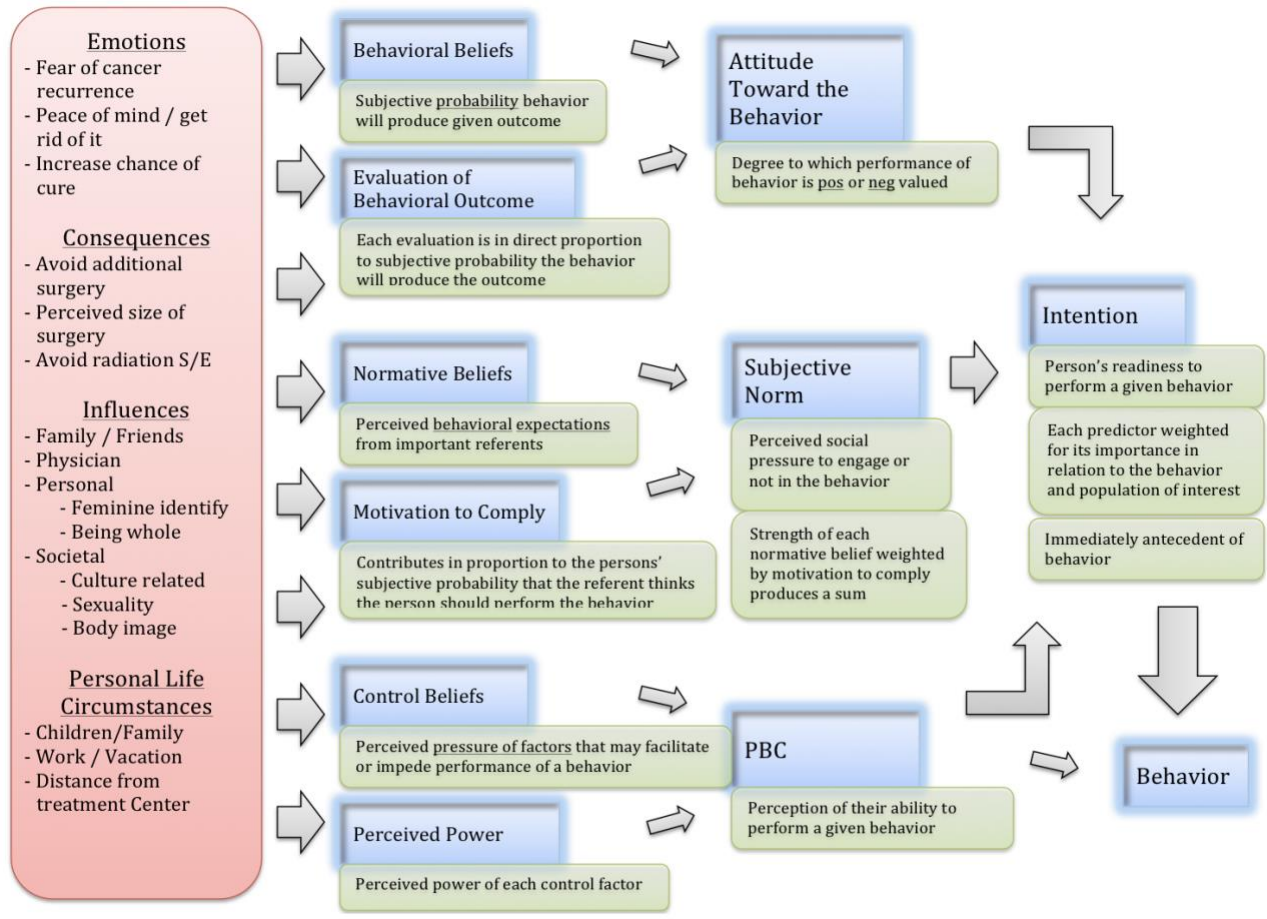 Emotions
- Fear of cancer
recurrence
- Peace of mind / get
rid of it
- Increase chance of
cure
Consequences
- Avoid additional
surgery
- Perceived size of
surgery
- Avoid radiation S/E
Influences
- Family / Friends
- Physician
- Personal
- Feminine identify
- Being whole
- Societal
- Culture related
- Sexuality
- Body image
Personal Life
Circumstances
- Children/Family
- Work / Vacation
- Distance from
treatment Center
Behavioral Beliefs
Subjective probability behavior
will produce given outcome
Evaluation of
Behavioral Outcome
Each evaluation is in direct proportion
to subjective probability the behavior
will produce the outcome
Normative Beliefs
Perceived behavioral expectations
from important referents
Motivation to Comply
Contributes in proportion to the persons'
subjective probability that the referent thinks
the person should perform the behavior
Control Beliefs
Perceived pressure of factors that may facilitate
or impede performance of a behavior
Perceived Power
Perceived power of each control factor
Attitude
Toward the
Behavior
Degree to which performance of
behavior is pos or neg valued
Subjective
Norm
Perceived social
pressure to engage or
not in the behavior
Strength of each
normative belief weighted
by motivation to comply
produces a sum
PBC
Perception of their ability to
perform a given behavior
Intention
Person's readiness to
perform a given behavior
Each predictor weighted
for its importance in
relation to the behavior
and population of interest
Immediately antecedent of
behavior
Behavior